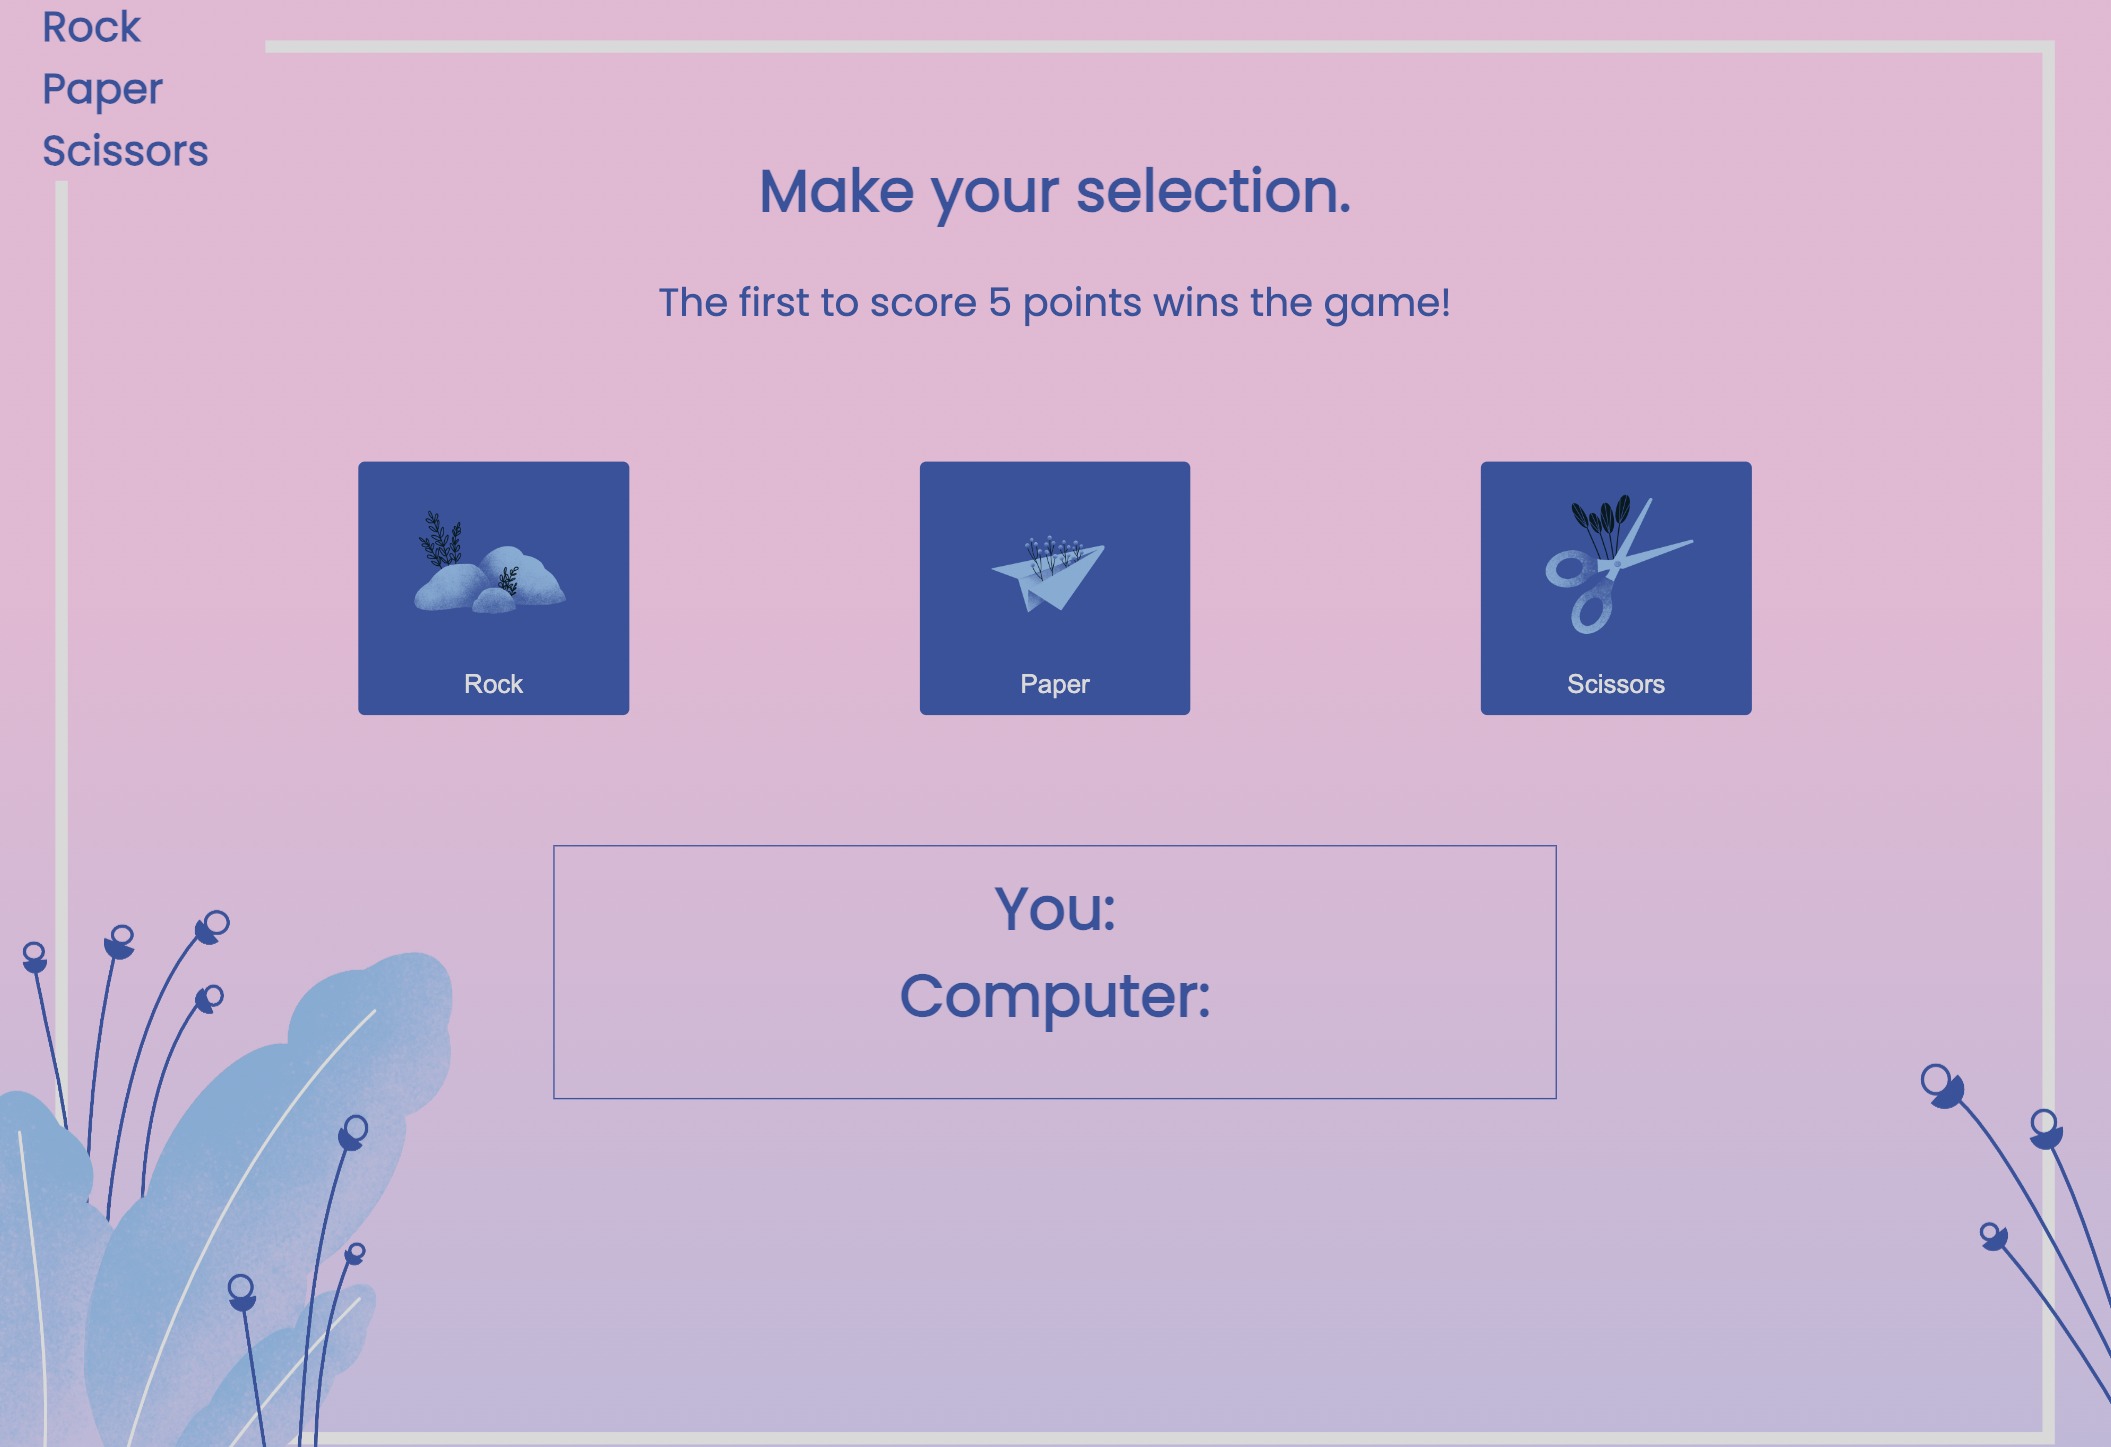 Rock
Paper
Scissors
Make your selection.
The first to score 5 points wins the game!
Rock
Paper
Scissors
You:
Computer: